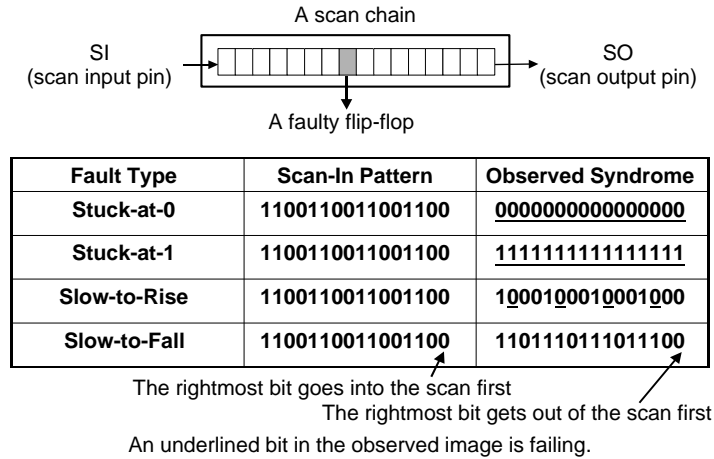 A scan chain
SI
(scan input pin)
SO
(scan output pin)
A faulty flip-flop
Fault Type Scan-In Pattern Observed Syndrome
Stuck-at-0 1100110011001100 0000000000000000
Stuck-at-1 1100110011001100 1111111111111111
Slow-to-Rise 1100110011001100 1000100010001000
Slow-to-Fall 1100110011001100 1101110111011100
The rightmost bit goes into the scan first
The rightmost bit gets out of the scan first
An underlined bit in the observed image is failing.